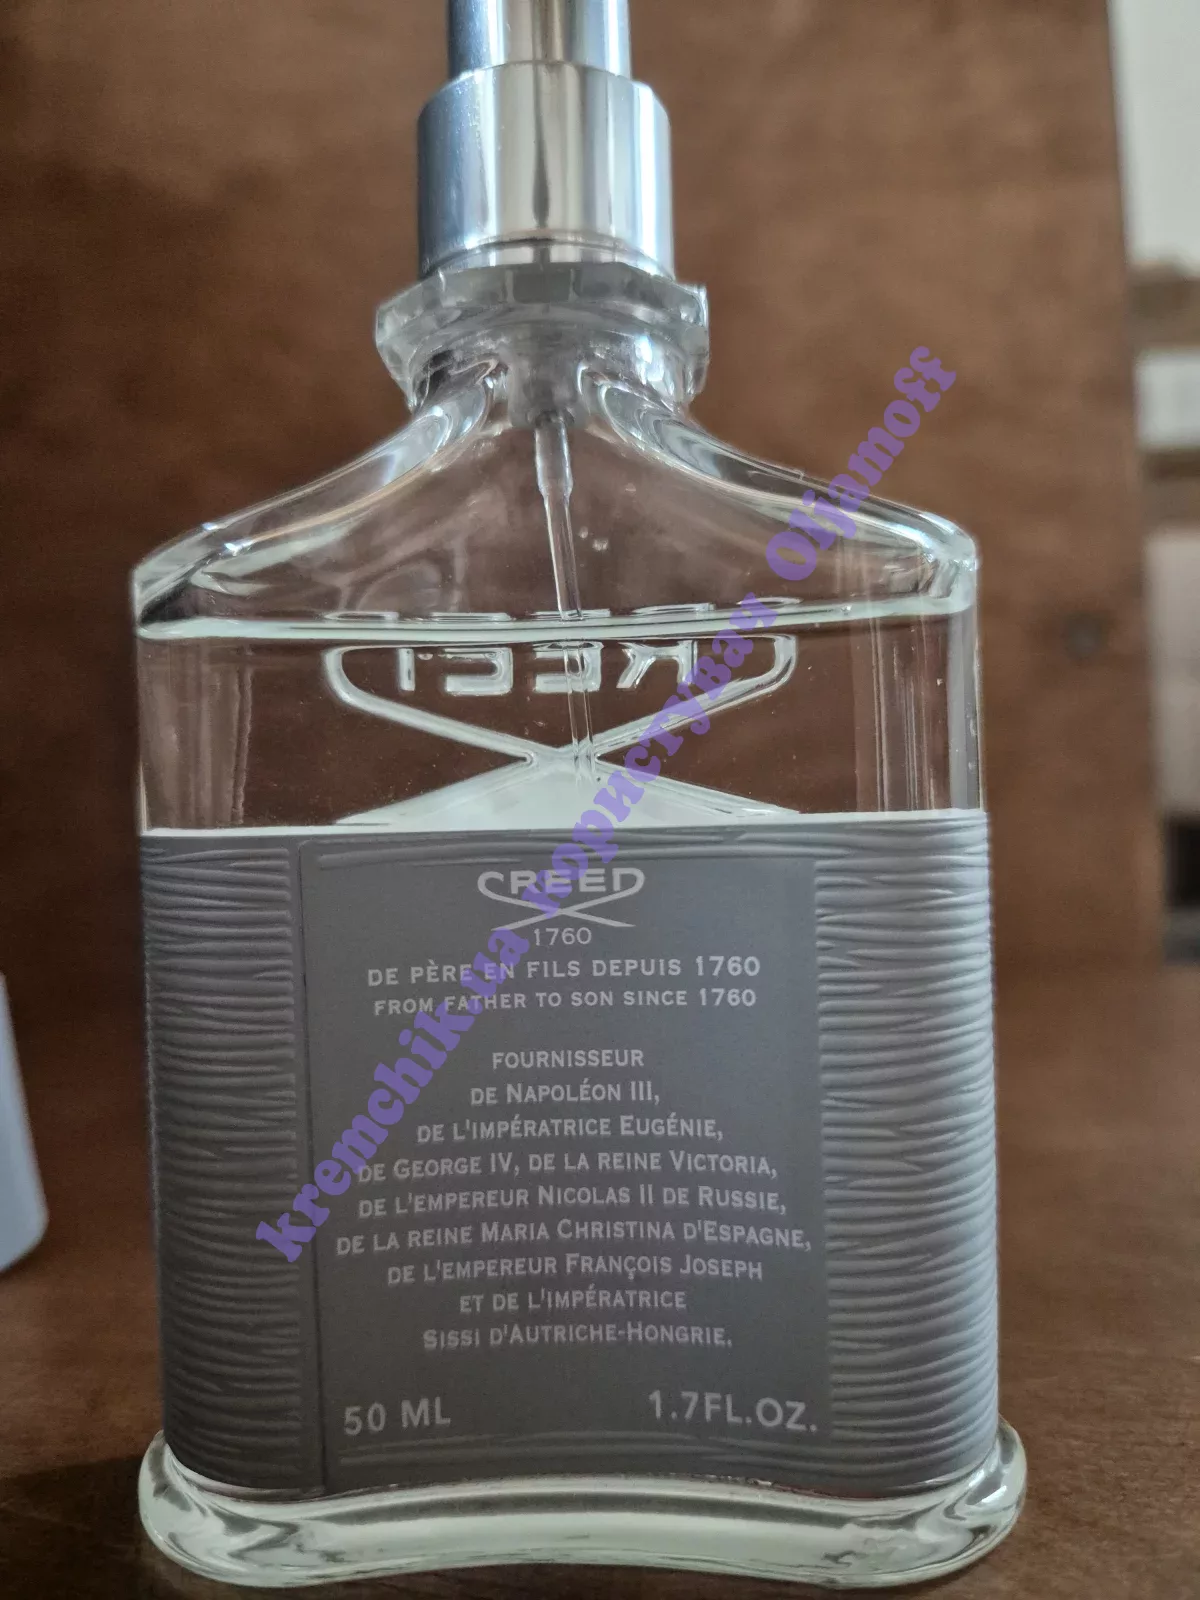 CREED
1760
DE PÈRE EN FILS DEPUIS 1760
FROM FATHER TO SON SINCE 1760
FOURNISSEUR
DE NAPOLÉON III,
DE L'IMPÉRATRICE EUGÉNIE,
DE GEORGE IV, DE LA REINE VICTORIA,
DE L'EMPEREUR NICOLAS II DE RUSSIE,
DE LA REINE MARIA CHRISTINA D'ESPAGNE,
DE L'EMPEREUR FRANÇOIS JOSEPH
ET DE L'IMPÉRATRICE
SISSI D'AUTRICHE-HONGRIE.
50 ML 1.7FL.OZ.
kremchik.ua користувач Oljamoff